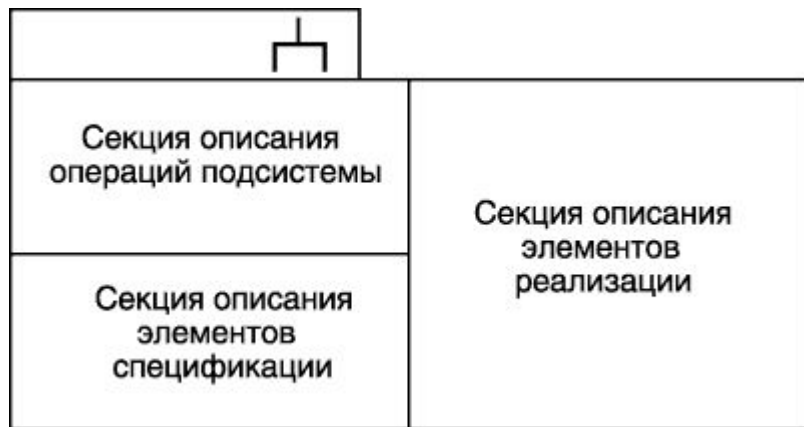 Секция описания
операций подсистемы
Секция описания
элементов
спецификации
Секция описания
элементов
реализации